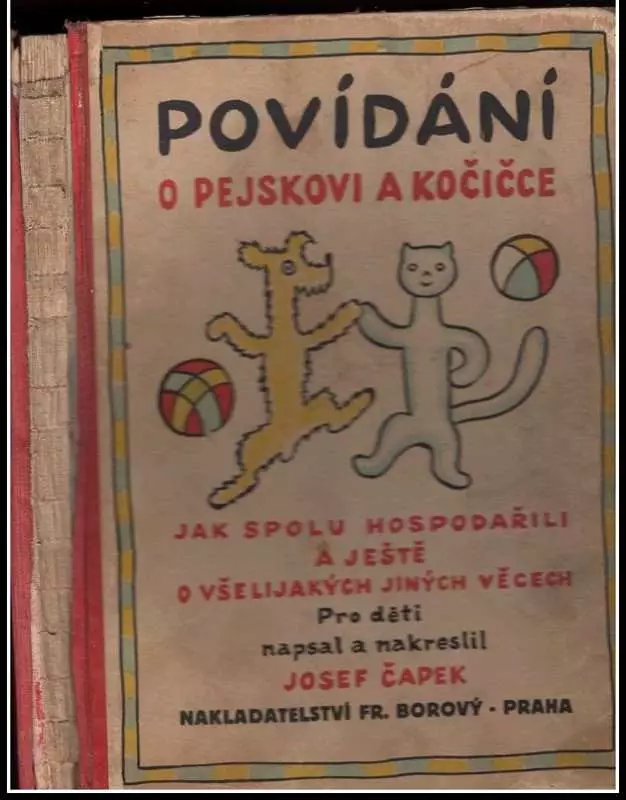 POVÍDÁNÍ
O PEJSKOVI A KOČIČCE
JAK SPOLU HOSPODAŘILI
A JEŠTĚ
O VŠELIJAKÝCH JINÝCH VĚCECH
Pro děti
napsal a nakreslil
JOSEF ČAPEK
NAKLADATELSTVÍ FR. BOROVÝ - PRAHA